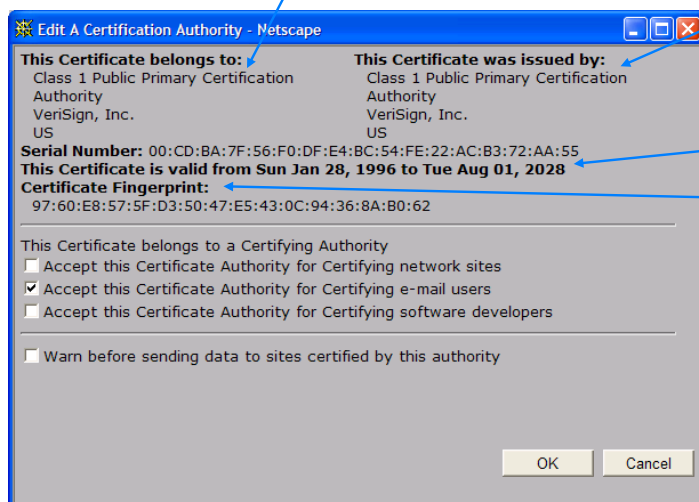 Edit A Certification Authority - Netscape
This Certificate belongs to:
Class 1 Public Primary Certification
Authority
VeriSign, Inc.
US
This Certificate was issued by:
Class 1 Public Primary Certification
Authority
VeriSign, Inc.
US
Serial Number: 00:CD:BA:7F:56:F0:DF:E4:BC:54:FE:22:AC:B3:72:AA:55
This Certificate is valid from Sun Jan 28, 1996 to Tue Aug 01, 2028
Certificate Fingerprint:
97:60:E8:57:5F:D3:50:47:E5:43:0C:94:36:8A:B0:62
This Certificate belongs to a Certifying Authority
Accept this Certificate Authority for Certifying network sites
Accept this Certificate Authority for Certifying e-mail users
Accept this Certificate Authority for Certifying software developers
Warn before sending data to sites certified by this authority
OK
Cancel